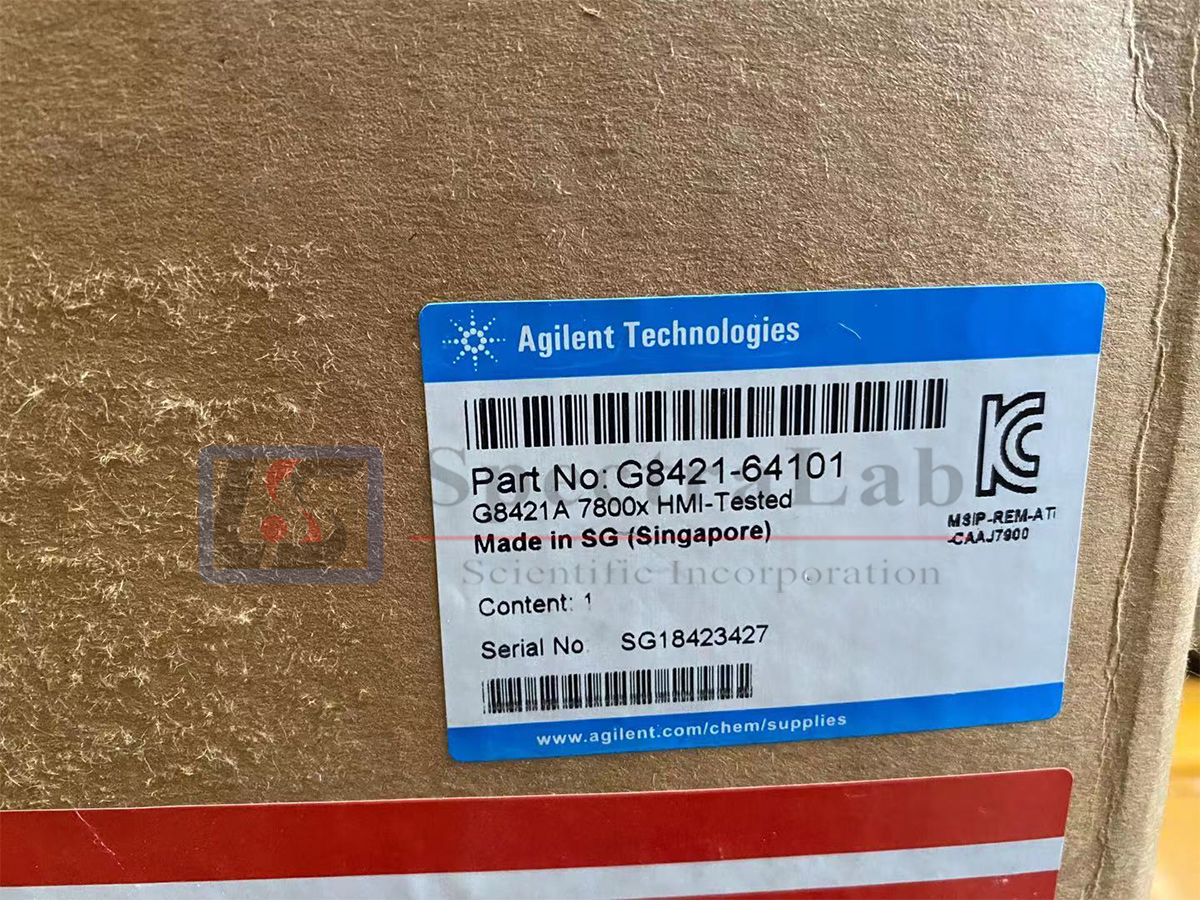 Agilent Technologies
Part No: G8421-64101
G8421A 7800x HMI-Tested
Made in SG (Singapore)
MSIP-REM-ATi
-CAAJ7900
SpectraLab
Scientific Incorporation
Content: 1
Serial No SG18423427
www.agilent.com/chem/supplies